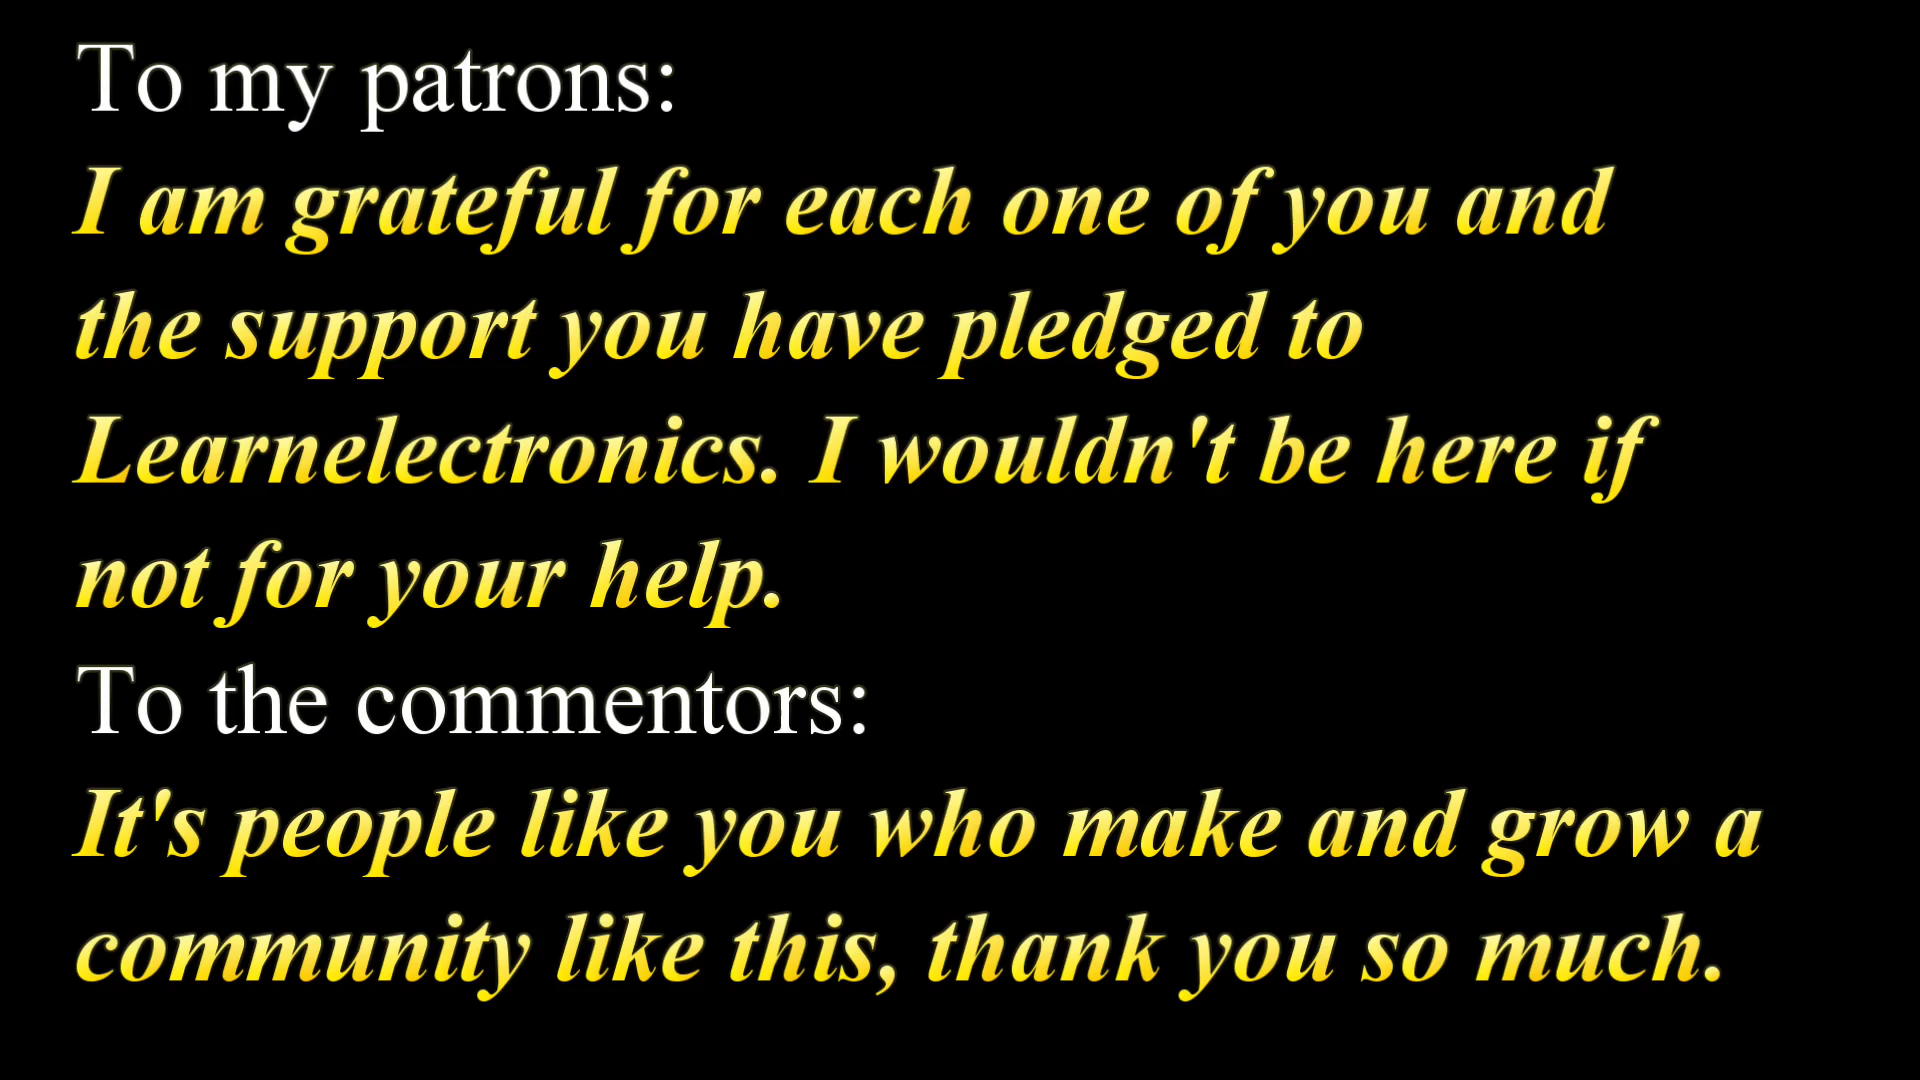 To my patrons:
I am grateful for each one of you and
the support you have pledged to
Learnelectronics. I wouldn't be here if
not for your help.
To the commentors:
It's people like you who make and grow a
community like this, thank you so much.